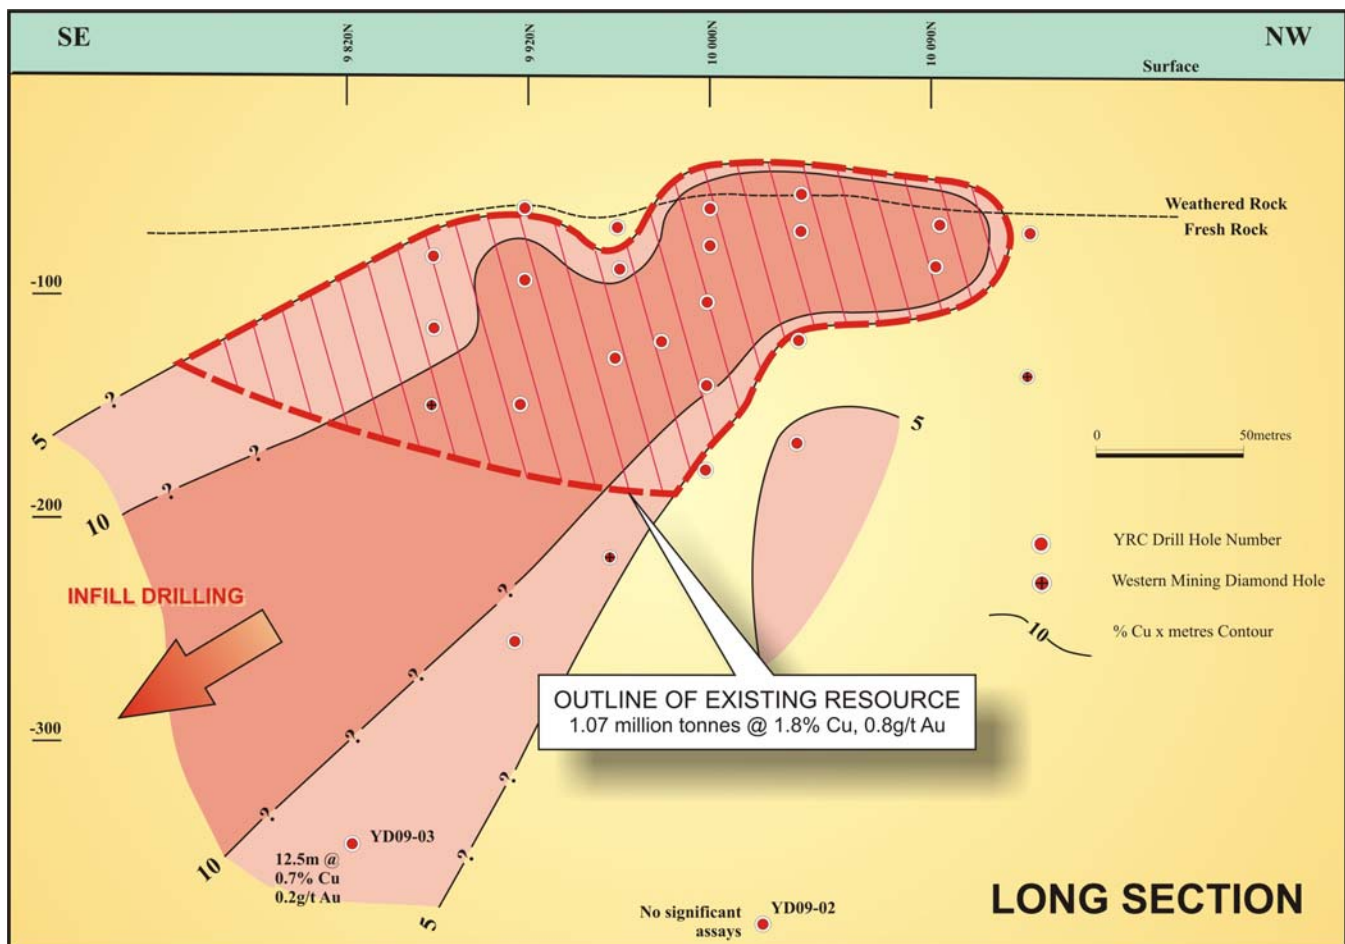 SE
9 820N
9 920N
10 000N
10 090N
NW
Surface
Weathered Rock
Fresh Rock
-100
?
5
?
?
10
5
0 50metres
-200
YRC Drill Hole Number
Western Mining Diamond Hole
10
% Cu x metres Contour
INFILL DRILLING
?
?
OUTLINE OF EXISTING RESOURCE
1.07 million tonnes @ 1.8% Cu, 0.8g/t Au
-300
?
?
?
?
YD09-03
12.5m @
0.7% Cu
0.2g/t Au
10
5
No significant
assays
YD09-02
LONG SECTION